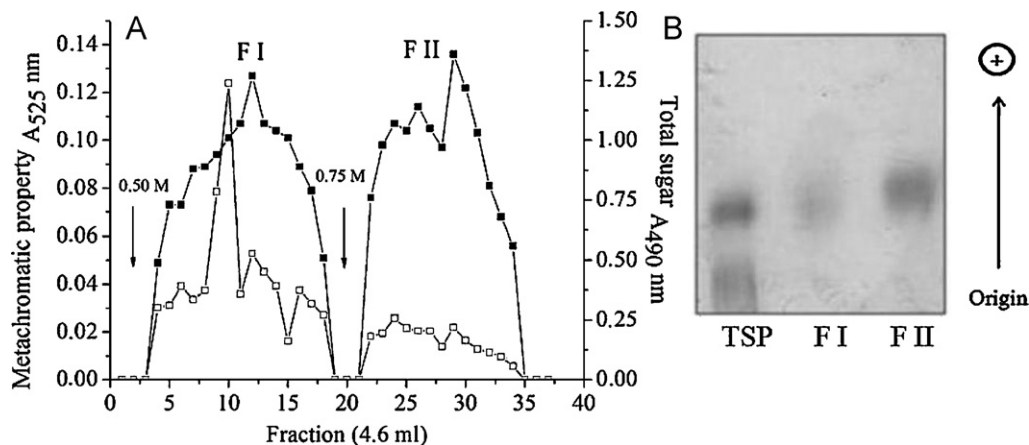 A
F I
F II
0.50 M
0.75 M
Metachromatic property A525 nm
0.14
0.12
0.10
0.08
0.06
0.04
0.02
0.00
1.50
1.25
1.00
0.75
0.50
0.25
0.00
Total sugar A490 nm
5
10
15
20
25
30
35
40
Fraction (4.6 ml)
B
+
Origin
TSP
F I
F II